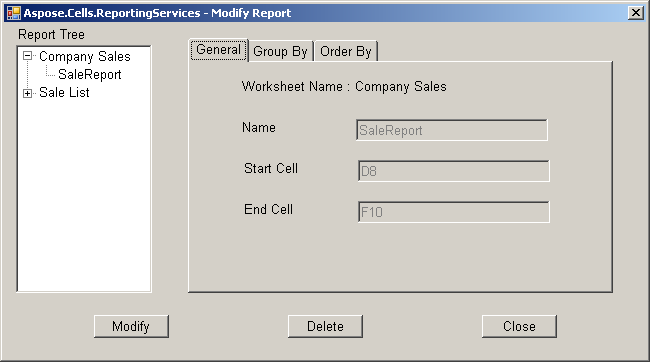 Aspose.Cells.ReportingServices - Modify Report
Report Tree
Company Sales
SaleReport
Sale List
General Group By Order By
Worksheet Name : Company Sales
Name SaleReport
Start Cell D8
End Cell F10
Modify Delete Close